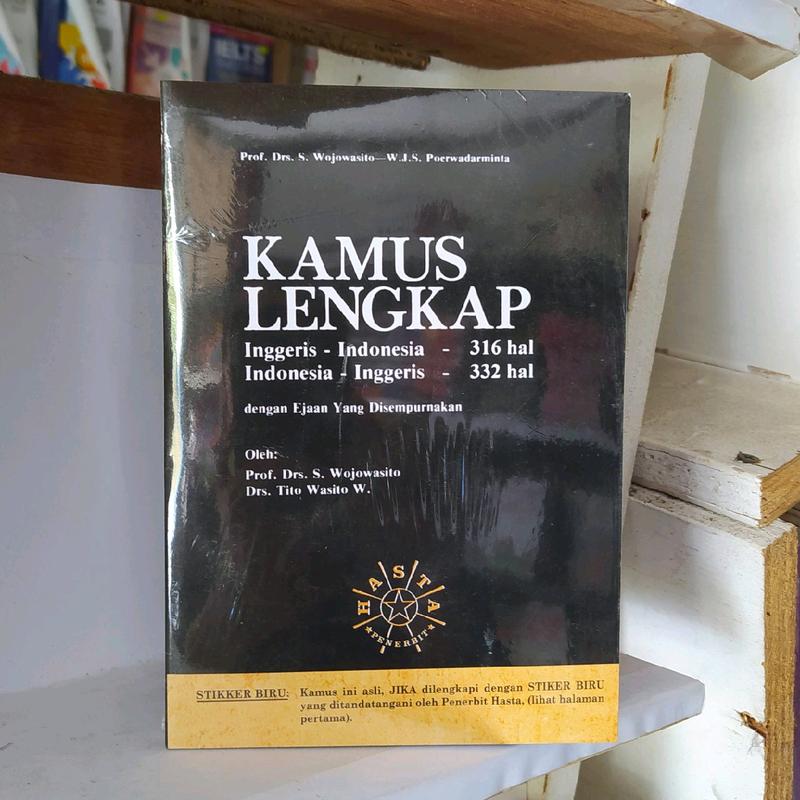 IELTS
Prof. Drs. S. Wojowasito—W.J.S. Poerwadarminta
KAMUS
LENGKAP
Inggeris - Indonesia - 316 hal
Indonesia - Inggeris - 332 hal
dengan Ejaan Yang Disempurnakan
Oleh:
Prof. Drs. S. Wojowasito
Drs. Tito Wasito W.
HASTA
PENERBIT
STIKKER BIRU: Kamus ini asli, JIKA dilengkapi dengan STIKER BIRU
yang ditandatangani oleh Penerbit Hasta, (lihat halaman
pertama).